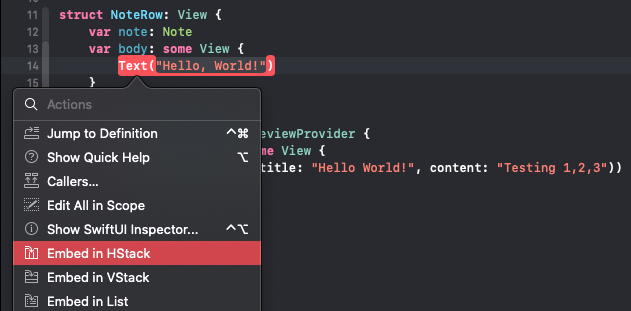 11 struct NoteRow: View {
12 var note: Note
13 var body: some View {
14 Text("Hello, World!")
15 }
Actions
Jump to Definition ^⌘
eviewProvider {
Show Quick Help ⌥
me View {
title: "Hello World!", content: "Testing 1,2,3"))
Callers...
Edit All in Scope
Show SwiftUI Inspector... ^⌥
Embed in HStack
Embed in VStack
Embed in List